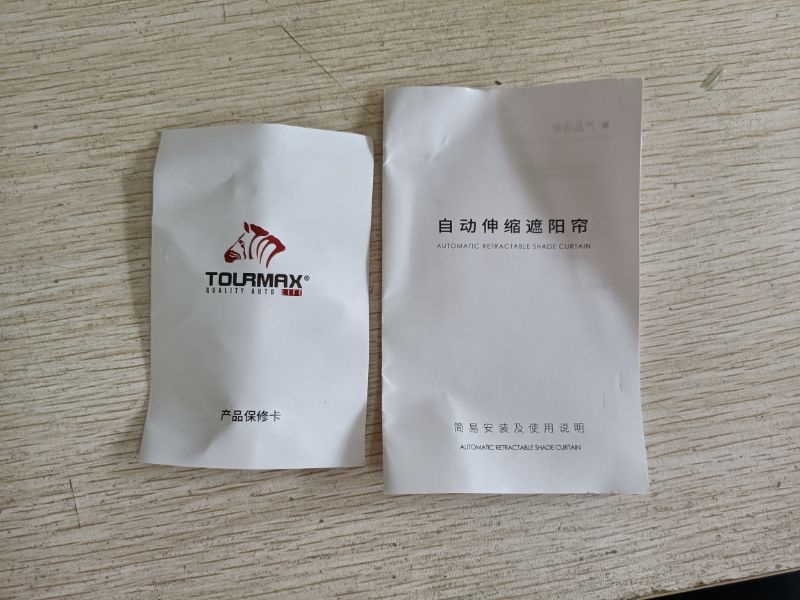 TOURMAX®
QUALITY AUTO LIFE
产品保修卡
自动伸缩遮阳帘
AUTOMATIC RETRACTABLE SHADE CURTAIN
简易安装及使用说明
AUTOMATIC RETRACTABLE SHADE CURTAIN